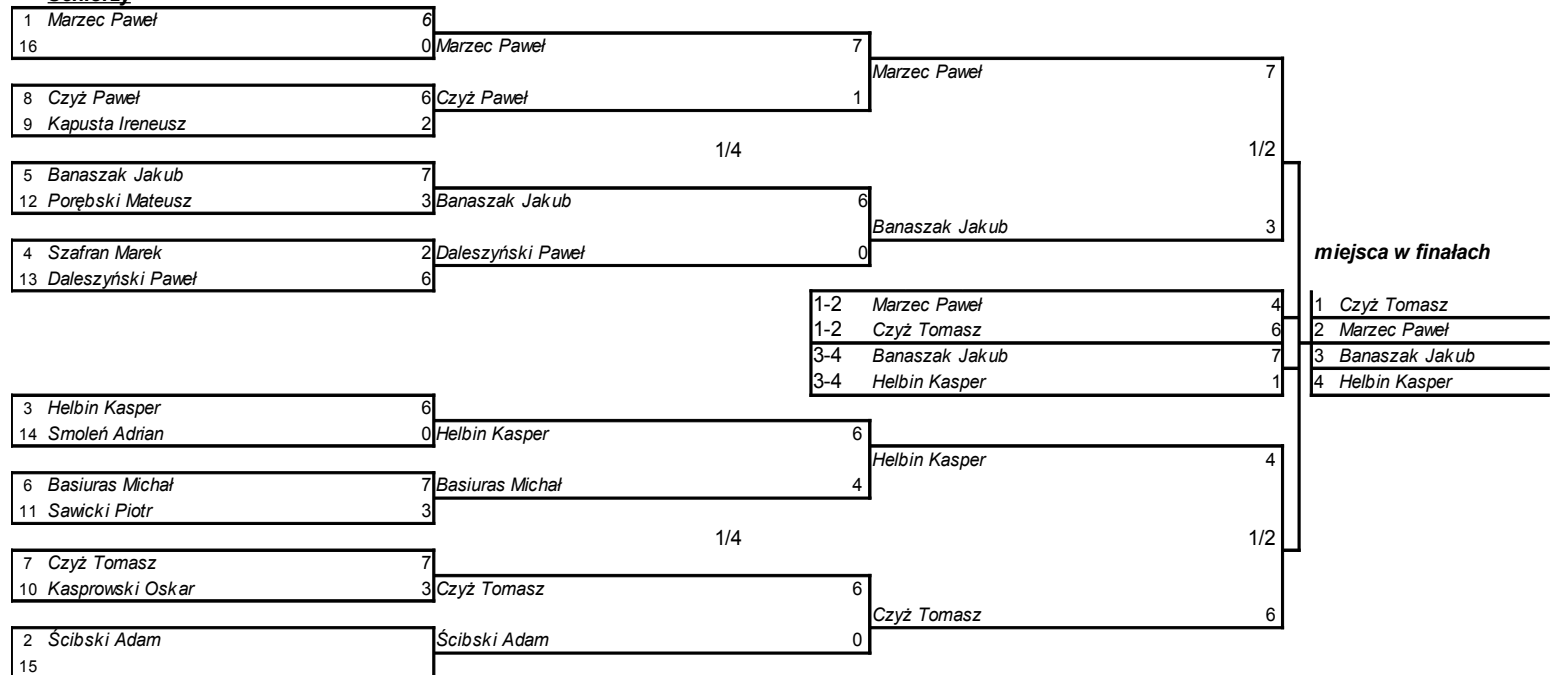 Seniorzy
1 Marzec Paweł 6
16 0
Marzec Paweł 7
Marzec Paweł 7
8 Czyż Paweł 6
Czyż Paweł 1
9 Kapusta Ireneusz 2
1/4
1/2
5 Banaszak Jakub 7
12 Porębski Mateusz 3
Banaszak Jakub 6
Banaszak Jakub 3
4 Szafran Marek 2
Daleszyński Paweł 0
miejsca w finałach
13 Daleszyński Paweł 6
1-2 Marzec Paweł 4
1 Czyż Tomasz
1-2 Czyż Tomasz 6
2 Marzec Paweł
3-4 Banaszak Jakub 7
3 Banaszak Jakub
3-4 Helbin Kasper 1
4 Helbin Kasper
3 Helbin Kasper 6
14 Smoleń Adrian 0
Helbin Kasper 6
Helbin Kasper 4
6 Basiuras Michał 7
Basiuras Michał 4
11 Sawicki Piotr 3
1/4
1/2
7 Czyż Tomasz 7
10 Kasprowski Oskar 3
Czyż Tomasz 6
Czyż Tomasz 6
2 Ścibski Adam
Ścibski Adam 0
15